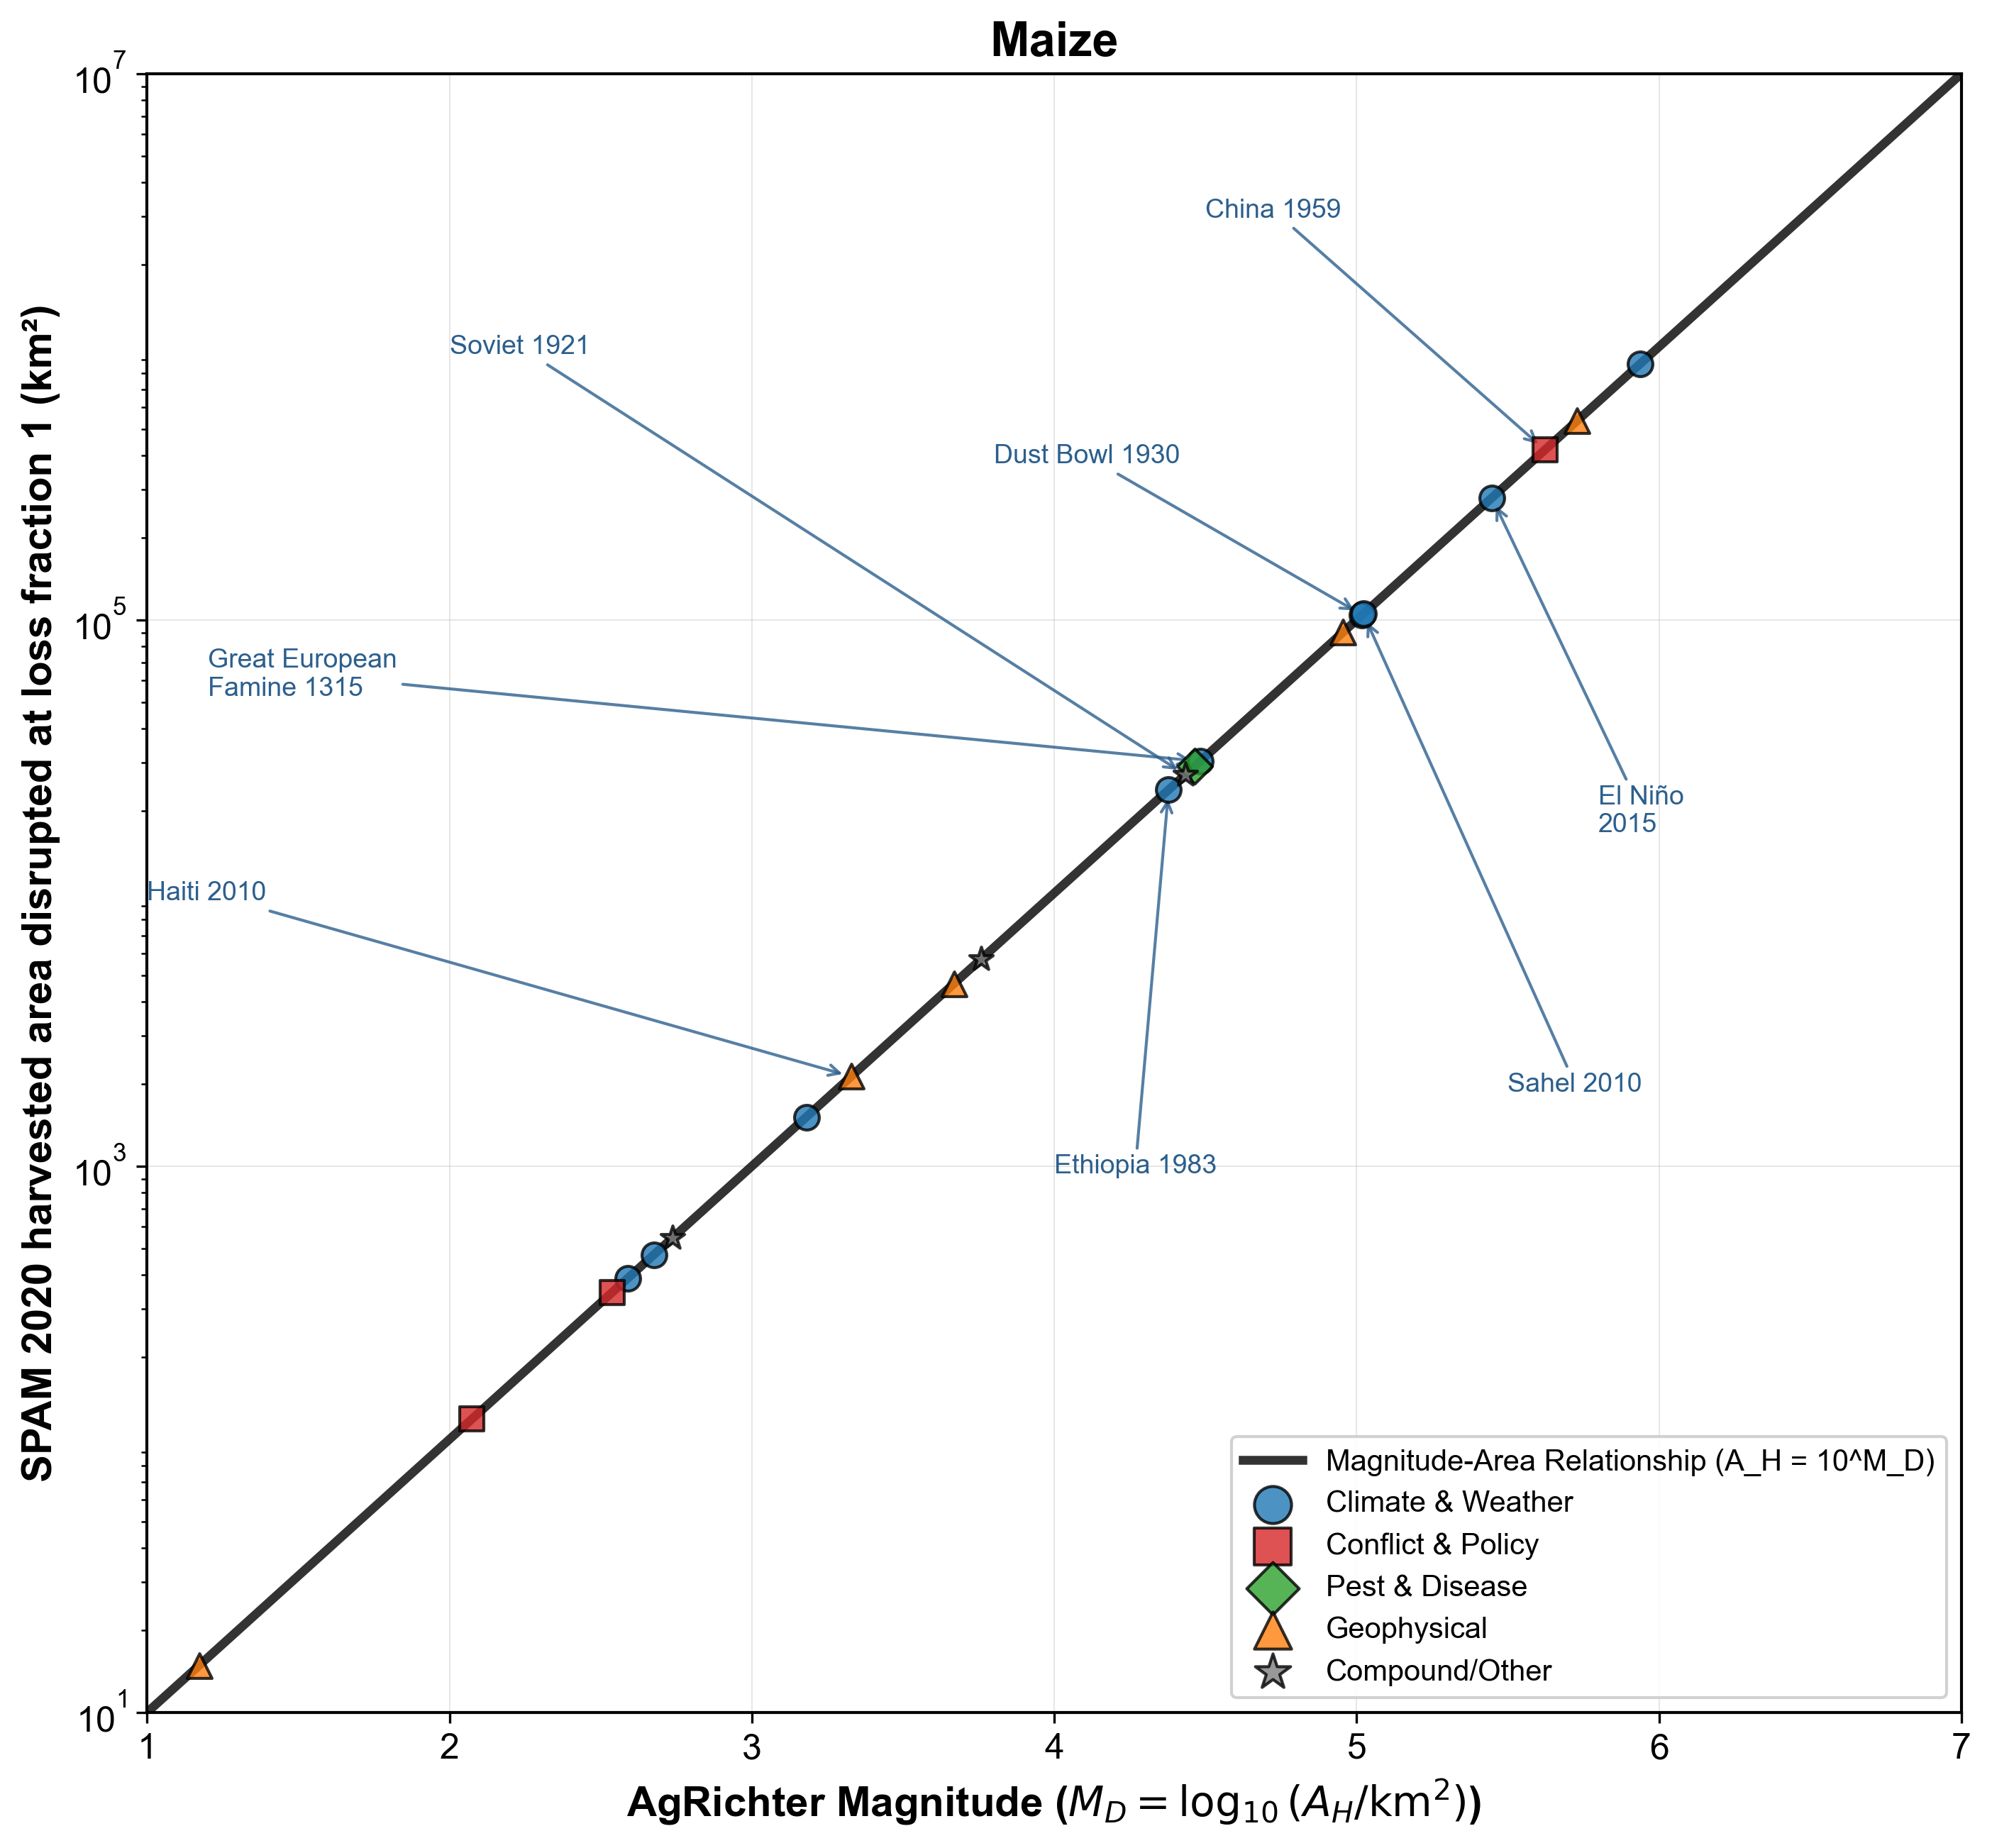 Maize
10^7
10^5
10^3
10^1
SPAM 2020 harvested area disrupted at loss fraction 1 (km²)
China 1959
Soviet 1921
Dust Bowl 1930
Great European
Famine 1315
El Niño
2015
Haiti 2010
Sahel 2010
Ethiopia 1983
Magnitude-Area Relationship (A_H = 10^M_D)
Climate & Weather
Conflict & Policy
Pest & Disease
Geophysical
Compound/Other
1 2 3 4 5 6 7
AgRichter Magnitude (M_D = log₁₀ (A_H/km²))